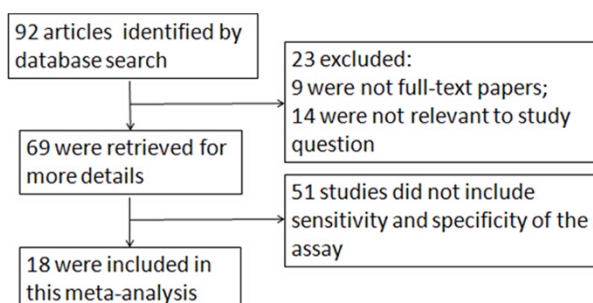 92 articles identified by
database search
23 excluded:
9 were not full-text papers;
14 were not relevant to study
question
69 were retrieved for
more details
51 studies did not include
sensitivity and specificity of the
assay
18 were included in
this meta-analysis